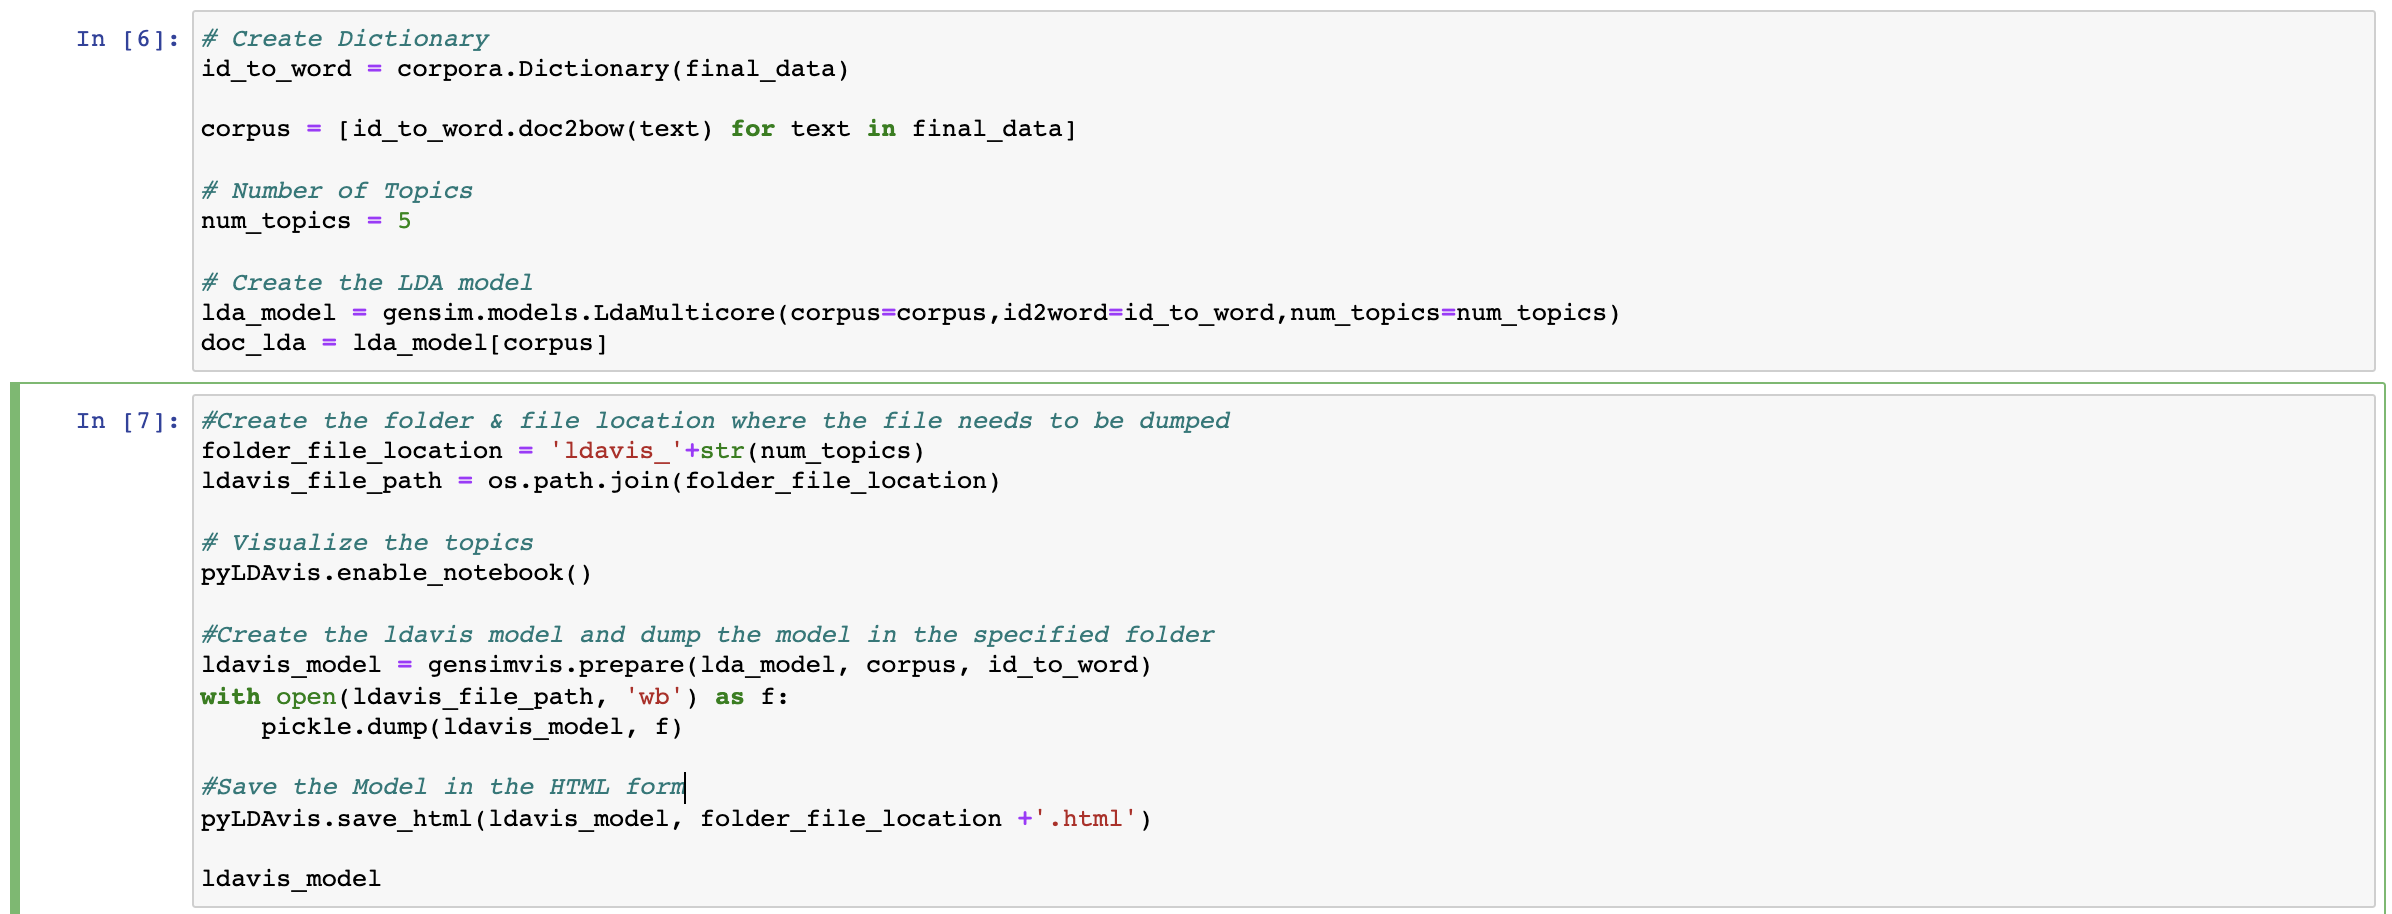 In [6]:
# Create Dictionary
id_to_word = corpora.Dictionary(final_data)
corpus = [id_to_word.doc2bow(text) for text in final_data]
# Number of Topics
num_topics = 5
# Create the LDA model
lda_model = gensim.models.LdaMulticore(corpus=corpus,id2word=id_to_word,num_topics=num_topics)
doc_lda = lda_model[corpus]
In [7]:
#Create the folder & file location where the file needs to be dumped
folder_file_location = 'ldavis_'+str(num_topics)
ldavis_file_path = os.path.join(folder_file_location)
# Visualize the topics
pyLDAvis.enable_notebook()
#Create the ldavis model and dump the model in the specified folder
ldavis_model = gensimvis.prepare(lda_model, corpus, id_to_word)
with open(ldavis_file_path, 'wb') as f:
    pickle.dump(ldavis_model, f)
#Save the Model in the HTML form
pyLDAvis.save_html(ldavis_model, folder_file_location +'.html')
ldavis_model